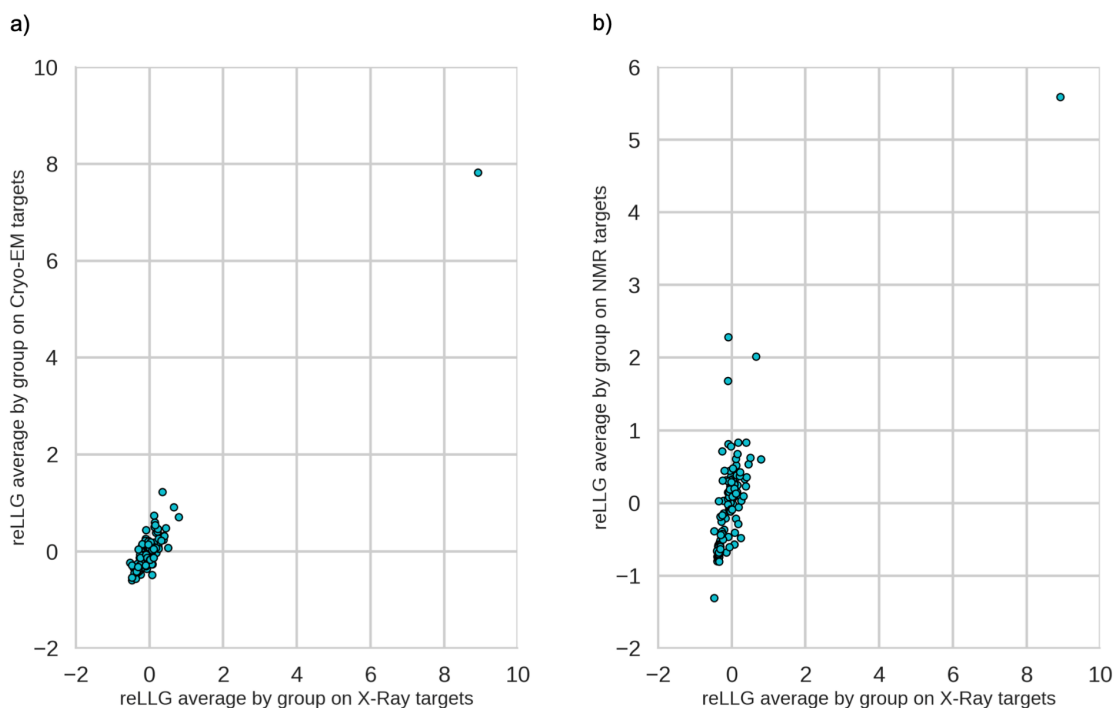 a)
10
8
6
4
2
0
−2
reLLG average by group on Cryo-EM targets
−2 0 2 4 6 8 10
reLLG average by group on X-Ray targets
b)
6
5
4
3
2
1
0
−1
−2
reLLG average by group on NMR targets
−2 0 2 4 6 8 10
reLLG average by group on X-Ray targets